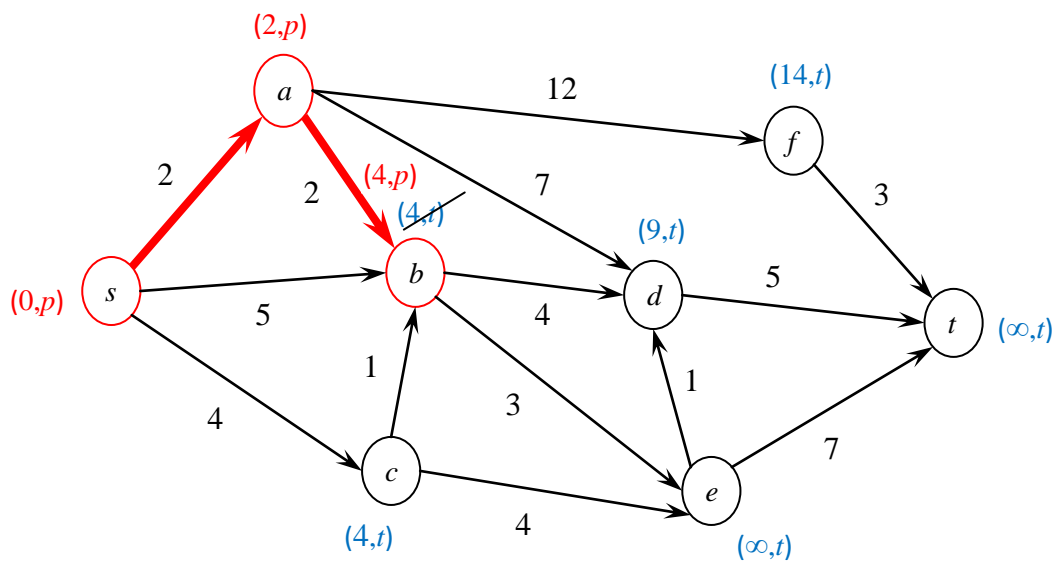 (2,p)
a
12
(14,t)
f
2
2
(4,p)
(4,t)
7
3
(9,t)
s
(0,p)
5
b
4
d
5
t
(∞,t)
1
3
1
4
7
c
4
e
(4,t)
(∞,t)